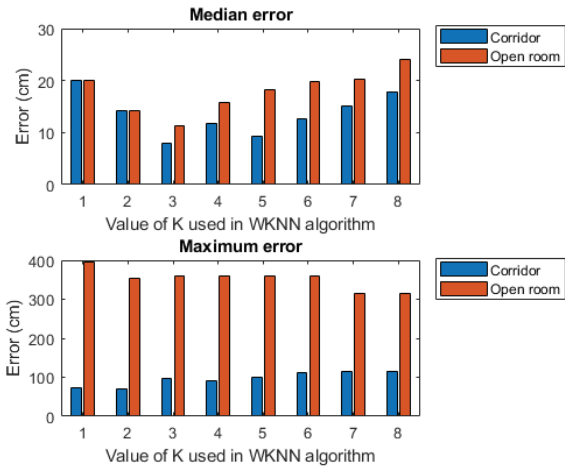 Median error
30
20
10
0
Error (cm)
1 2 3 4 5 6 7 8
Value of K used in WKNN algorithm
Corridor
Open room
Maximum error
400
300
200
100
0
Error (cm)
1 2 3 4 5 6 7 8
Value of K used in WKNN algorithm
Corridor
Open room